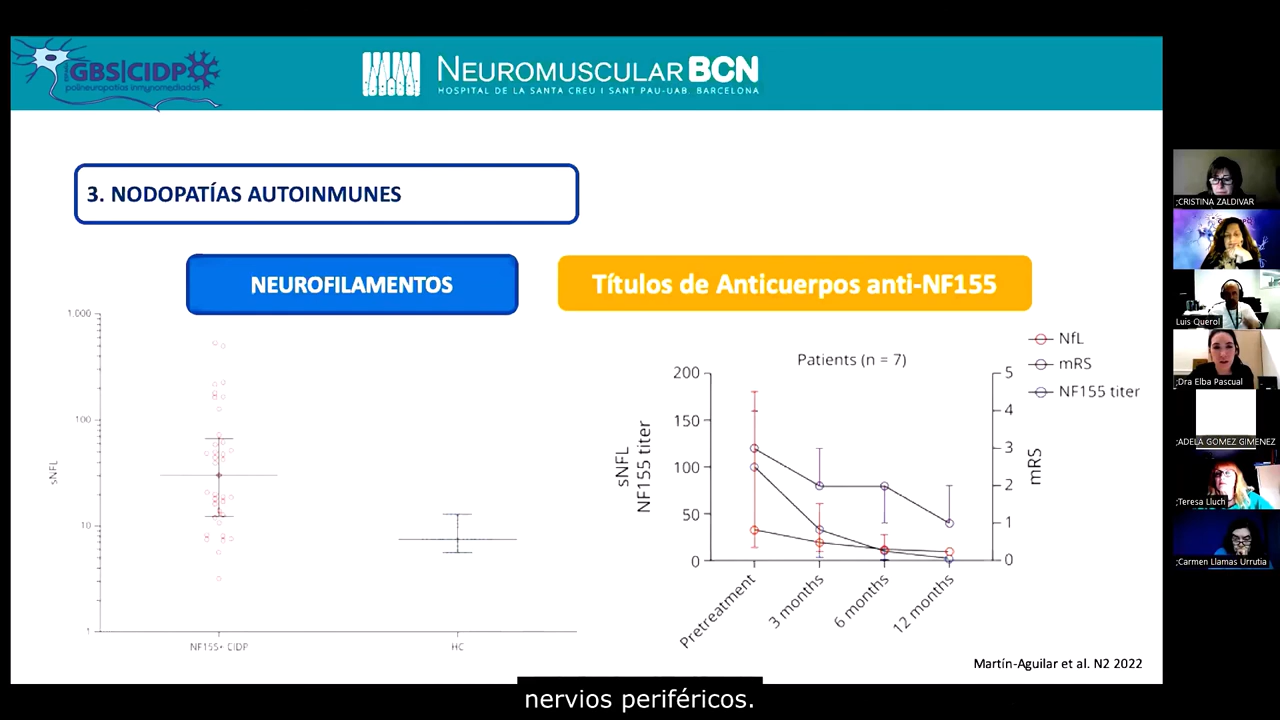 GBS|CIDP
polineuropatías inmunomediadas
NEUROMUSCULAR BCN
HOSPITAL DE LA SANTA CREU I SANT PAU-UAB. BARCELONA
3. NODOPATÍAS AUTOINMUNES
NEUROFILAMENTOS
Títulos de Anticuerpos anti-NF155
1.000
100
10
1
sNFL
NF155+ CIDP
HC
Patients (n = 7)
NfL
mRS
NF155 titer
200
150
100
50
0
sNFL
NF155 titer
5
4
3
2
1
0
mRS
Pretreatment
3 months
6 months
12 months
Martín-Aguilar et al. N2 2022
;CRISTINA ZALDIVAR
Luis Querol
;Dra Elba Pascual
;ADELA GOMEZ GIMENEZ
;Teresa Lluch
;Carmen Llamas Urrutia
nervios periféricos.